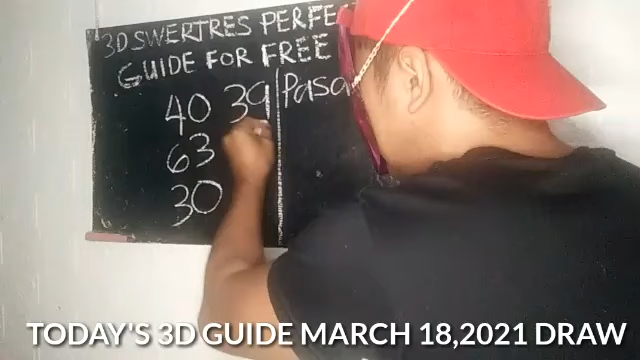 3D SWERTRES PERFE
GUIDE FOR FREE
40 39 Pasa
63
30
TODAY'S 3D GUIDE MARCH 18,2021 DRAW